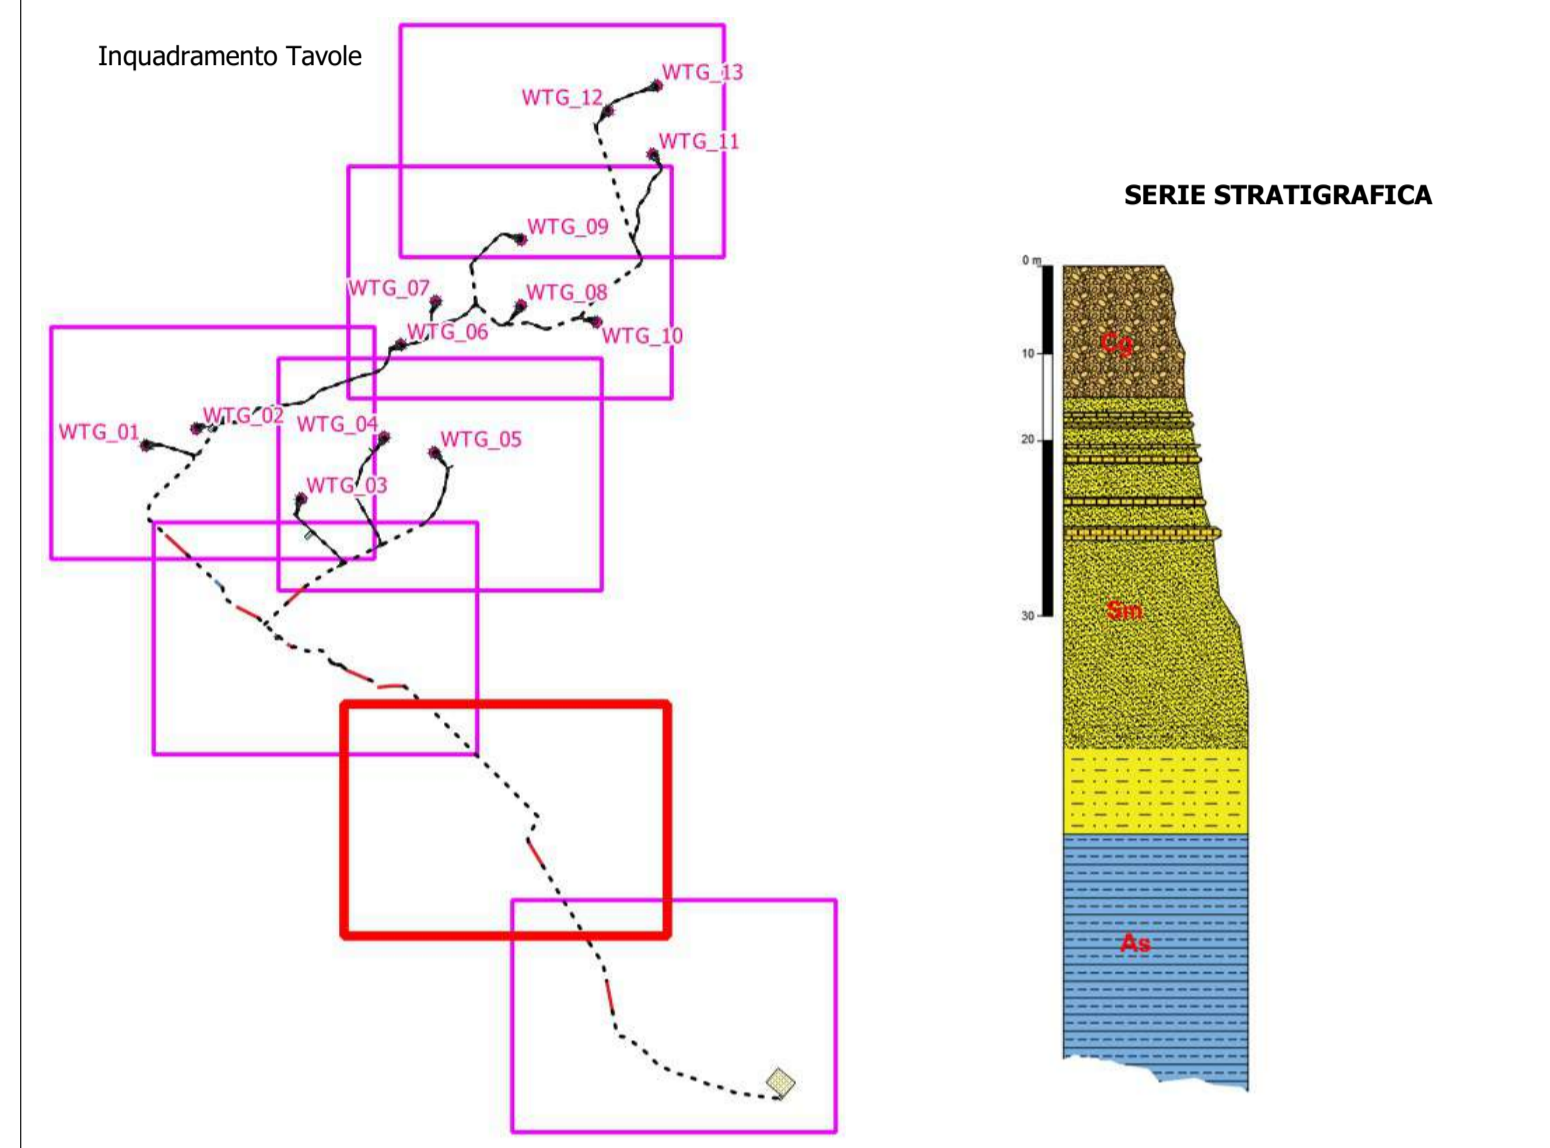 Inquadramento Tavole
WTG_13
WTG_12
WTG_11
WTG_09
WTG_07
WTG_08
WTG_06
WTG_10
WTG_02
WTG_04
WTG_01
WTG_05
WTG_03
SERIE STRATIGRAFICA
0 m
Cg
10
20
Sm
30
As